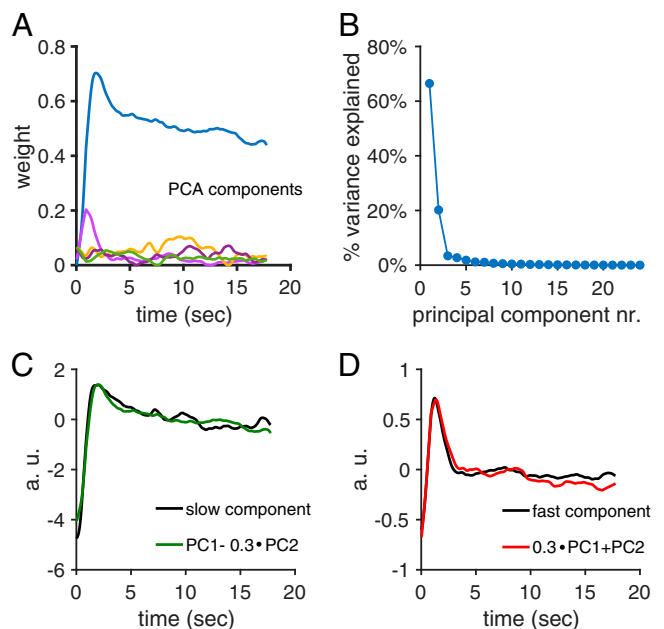 A
0.8
0.6
0.4
0.2
0
weight
PCA components
0
5
10
15
20
time (sec)
B
80%
60%
40%
20%
0%
% variance explained
0
5
10
15
20
principal component nr.
C
2
0
-2
-4
-6
a. u.
slow component
PC1- 0.3•PC2
0
5
10
15
20
time (sec)
D
1
0.5
0
-0.5
-1
a. u.
fast component
0.3•PC1+PC2
0
5
10
15
20
time (sec)